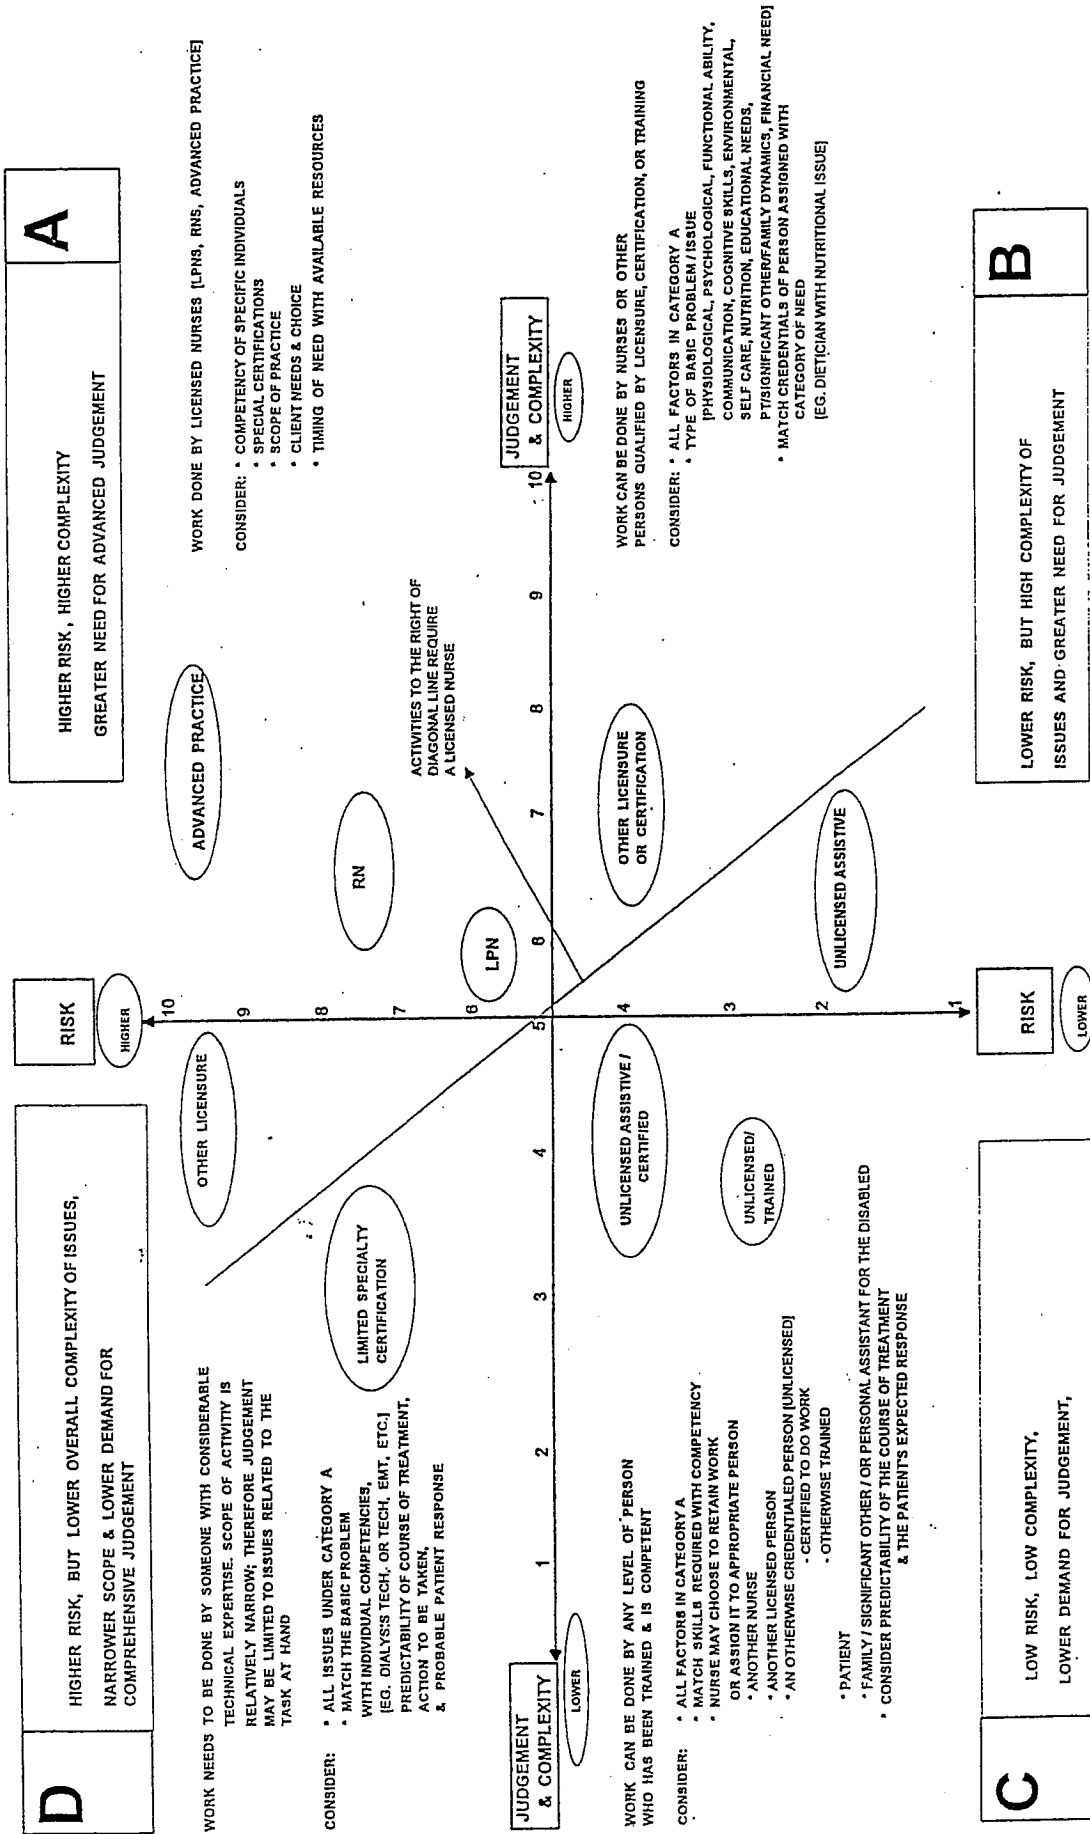 D
HIGHER RISK, BUT LOWER OVERALL COMPLEXITY OF ISSUES,
NARROWER SCOPE & LOWER DEMAND FOR
COMPREHENSIVE JUDGEMENT
WORK NEEDS TO BE DONE BY SOMEONE WITH CONSIDERABLE
TECHNICAL EXPERTISE. SCOPE OF ACTIVITIY IS
RELATIVELY NARROW; THEREFORE JUDGEMENT
MAY BE LIMITED TO ISSUES RELATED TO THE
TASK AT HAND
CONSIDER: * ALL ISSUES UNDER CATEGORY A
* MATCH THE BASIC PROBLEM
WITH INDIVIDUAL COMPETENCIES,
[EG. DIALYSIS TECH, OR TECH, EMT, ETC.]
PREDICTABILITY OF COURSE OF TREATMENT,
ACTION TO BE TAKEN,
& PROBABLE PATIENT RESPONSE
OTHER LICENSURE
LIMITED SPECIALTY
CERTIFICATION
RISK
HIGHER
10
9
8
7
6
5
4
3
2
1
RISK
LOWER
A
HIGHER RISK, HIGHER COMPLEXITY
GREATER NEED FOR ADVANCED JUDGEMENT
WORK DONE BY LICENSED NURSES [LPNS, RNS, ADVANCED PRACTICE]
CONSIDER: * COMPETENCY OF SPECIFIC INDIVIDUALS
* SPECIAL CERTIFICATIONS
* SCOPE OF PRACTICE
* CLIENT NEEDS & CHOICE
* TIMING OF NEED WITH AVAILABLE RESOURCES
ADVANCED PRACTICE
RN
LPN
ACTIVITIES TO THE RIGHT OF
DIAGONAL LINE REQUIRE
A LICENSED NURSE
JUDGEMENT
& COMPLEXITY
LOWER
1 2 3 4 6 7 8 9 10
JUDGEMENT
& COMPLEXITY
HIGHER
WORK CAN BE DONE BY ANY LEVEL OF PERSON
WHO HAS BEEN TRAINED & IS COMPETENT
CONSIDER: * ALL FACTORS IN CATEGORY A
* MATCH SKILLS REQUIRED WITH COMPETENCY
* NURSE MAY CHOOSE TO RETAIN WORK
OR ASSIGN IT TO APPROPRIATE PERSON
* ANOTHER NURSE
* ANOTHER LICENSED PERSON
* AN OTHERWISE CREDENTIALED PERSON [UNLICENSED]
- CERTIFIED TO DO WORK
- OTHERWISE TRAINED
* PATIENT
* FAMILY / SIGNIFICANT OTHER / OR PERSONAL ASSISTANT FOR THE DISABLED
* CONSIDER PREDICTABILITY OF THE COURSE OF TREATMENT
& THE PATIENT'S EXPECTED RESPONSE
UNLICENSED ASSISTIVE /
CERTIFIED
UNLICENSED/
TRAINED
C
LOW RISK, LOW COMPLEXITY,
LOWER DEMAND FOR JUDGEMENT,
OTHER LICENSURE
OR CERTIFICATION
UNLICENSED ASSISTIVE
WORK CAN BE DONE BY NURSES OR OTHER
PERSONS QUALIFIED BY LICENSURE, CERTIFICATION, OR TRAINING
CONSIDER: * ALL FACTORS IN CATEGORY A
* TYPE OF BASIC PROBLEM / ISSUE
[PHYSIOLOGICAL, PSYCHOLOGICAL, FUNCTIONAL ABILITY,
COMMUNICATION, COGNITIVE SKILLS, ENVIRONMENTAL,
SELF CARE, NUTRITION, EDUCATIONAL NEEDS,
PT/SIGNIFICANT OTHER/FAMILY DYNAMICS, FINANCIAL NEED]
* MATCH CREDENTIALS OF PERSON ASSIGNED WITH
CATEGORY OF NEED
[EG. DIETICIAN WITH NUTRITIONAL ISSUE]
B
LOWER RISK, BUT HIGH COMPLEXITY OF
ISSUES AND GREATER NEED FOR JUDGEMENT